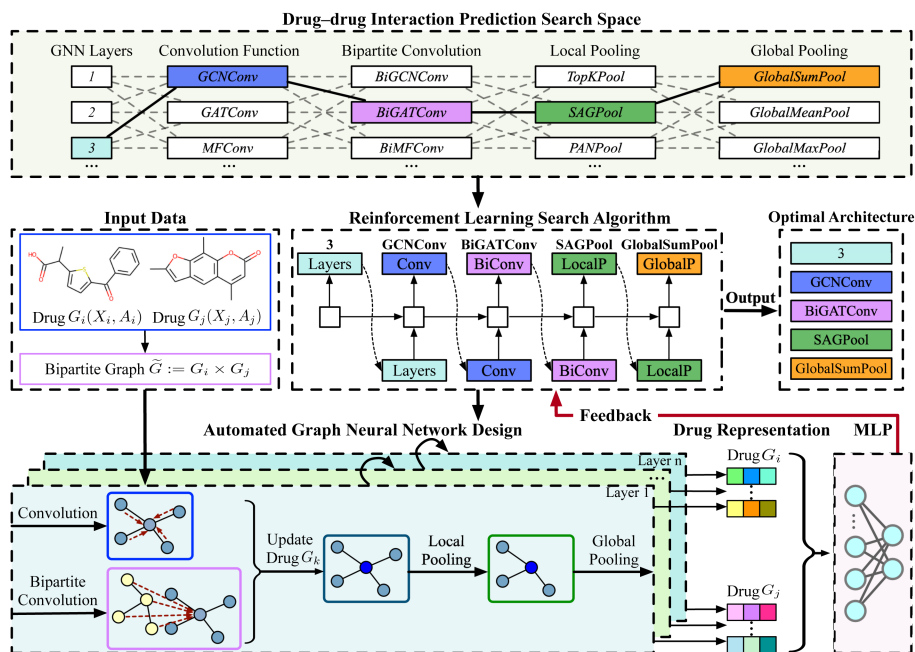 Drug–drug Interaction Prediction Search Space
GNN Layers Convolution Function Bipartite Convolution Local Pooling Global Pooling
1 GCNConv BiGCNConv TopKPool GlobalSumPool
2 GATConv BiGATConv SAGPool GlobalMeanPool
3 MFConv BiMFConv PANPool GlobalMaxPool
... ... ... ... ...
Input Data
HO
O
S
O
O
O
O
Drug G_i(X_i, A_i) Drug G_j(X_j, A_j)
Bipartite Graph G̃ := G_i × G_j
Reinforcement Learning Search Algorithm
3 GCNConv BiGATConv SAGPool GlobalSumPool
Layers Conv BiConv LocalP GlobalP
Layers Conv BiConv LocalP
Output
Optimal Architecture
3
GCNConv
BiGATConv
SAGPool
GlobalSumPool
Feedback
Automated Graph Neural Network Design
Drug Representation
MLP
Layer n
...
Layer 1
Convolution
Bipartite
Convolution
Update
Drug G_k
Local
Pooling
Global
Pooling
Drug G_i
Drug G_j